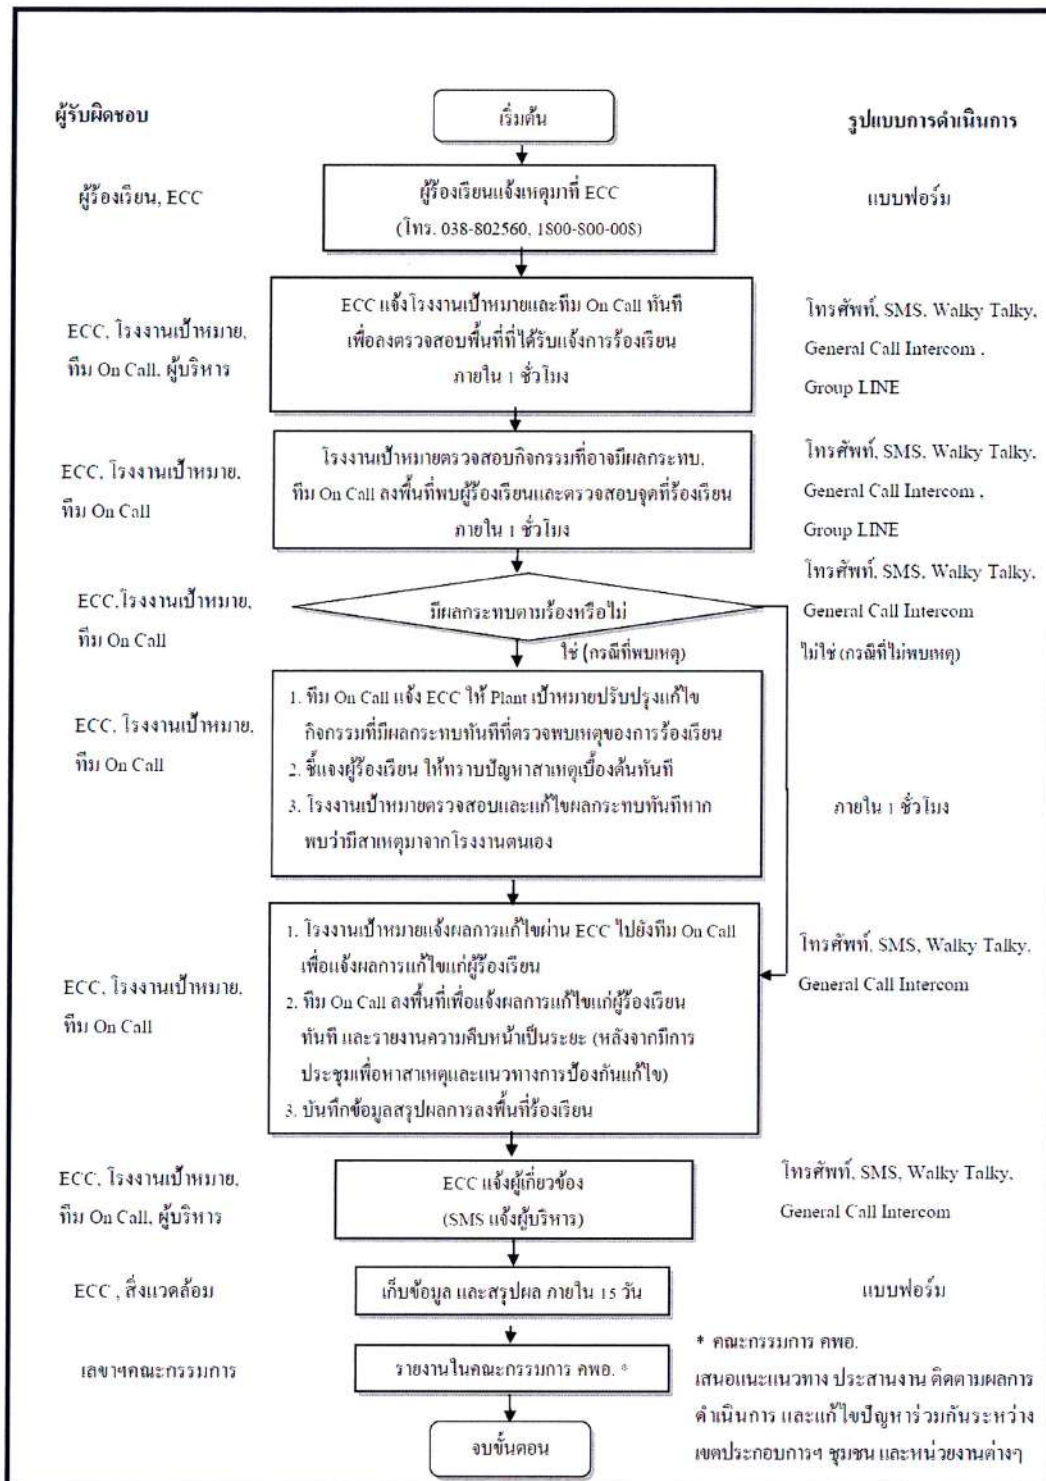 ผู้รับผิดชอบ
เริ่มต้น
รูปแบบการดำเนินการ
ผู้ร้องเรียน, ECC
ผู้ร้องเรียนแจ้งเหตุมาที่ ECC
(โทร. 038-802560, 1800-800-008)
แบบฟอร์ม
ECC, โรงงานเป้าหมาย,
ทีม On Call, ผู้บริหาร
ECC แจ้งโรงงานเป้าหมายและทีม On Call ทันที
เพื่อลงตรวจสอบพื้นที่ที่ได้รับแจ้งการร้องเรียน
ภายใน 1 ชั่วโมง
โทรศัพท์, SMS, Walky Talky,
General Call Intercom ,
Group LINE
ECC, โรงงานเป้าหมาย,
ทีม On Call
โรงงานเป้าหมายตรวจสอบกิจกรรมที่อาจมีผลกระทบ,
ทีม On Call ลงพื้นที่พบผู้ร้องเรียนและตรวจสอบจุดที่ร้องเรียน
ภายใน 1 ชั่วโมง
โทรศัพท์, SMS, Walky Talky,
General Call Intercom ,
Group LINE
ECC,โรงงานเป้าหมาย,
ทีม On Call
มีผลกระทบตามร้องหรือไม่
โทรศัพท์, SMS, Walky Talky,
General Call Intercom
ใช่ (กรณีที่พบเหตุ)
ไม่ใช่ (กรณีที่ไม่พบเหตุ)
ECC, โรงงานเป้าหมาย,
ทีม On Call
1. ทีม On Call แจ้ง ECC ให้ Plant เป้าหมายปรับปรุงแก้ไข
กิจกรรมที่มีผลกระทบทันทีที่ตรวจพบเหตุของการร้องเรียน
2. ชี้แจงผู้ร้องเรียน ให้ทราบปัญหาสาเหตุเบื้องต้นทันที
3. โรงงานเป้าหมายตรวจสอบและแก้ไขผลกระทบทันทีหาก
พบว่ามีสาเหตุมาจากโรงงานตนเอง
ภายใน 1 ชั่วโมง
ECC, โรงงานเป้าหมาย,
ทีม On Call
1. โรงงานเป้าหมายแจ้งผลการแก้ไขผ่าน ECC ไปยังทีม On Call
เพื่อแจ้งผลการแก้ไขแก่ผู้ร้องเรียน
2. ทีม On Call ลงพื้นที่เพื่อแจ้งผลการแก้ไขแก่ผู้ร้องเรียน
ทันที และรายงานความคืบหน้าเป็นระยะ (หลังจากมีการ
ประชุมเพื่อหาสาเหตุและแนวทางการป้องกันแก้ไข)
3. บันทึกข้อมูลสรุปผลการลงพื้นที่ร้องเรียน
โทรศัพท์, SMS, Walky Talky,
General Call Intercom
ECC, โรงงานเป้าหมาย,
ทีม On Call, ผู้บริหาร
ECC แจ้งผู้เกี่ยวข้อง
(SMS แจ้งผู้บริหาร)
โทรศัพท์, SMS, Walky Talky,
General Call Intercom
ECC , สิ่งแวดล้อม
เก็บข้อมูล และสรุปผล ภายใน 15 วัน
แบบฟอร์ม
เลขาฯคณะกรรมการ
รายงานในคณะกรรมการ คพอ. *
จบขั้นตอน
* คณะกรรมการ คพอ.
เสนอแนะแนวทาง ประสานงาน ติดตามผลการ
ดำเนินการ และแก้ไขปัญหาร่วมกันระหว่าง
เขตประกอบการฯ ชุมชน และหน่วยงานต่างๆ